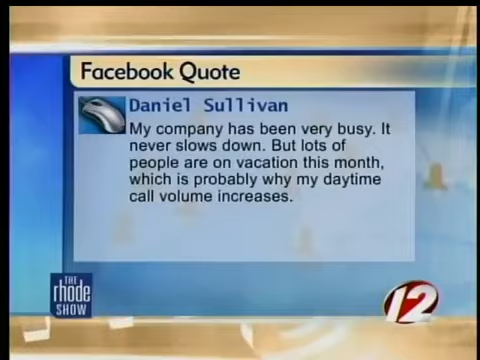 Facebook Quote
Daniel Sullivan
My company has been very busy. It
never slows down. But lots of
people are on vacation this month,
which is probably why my daytime
call volume increases.
THE
rhode
SHOW
12